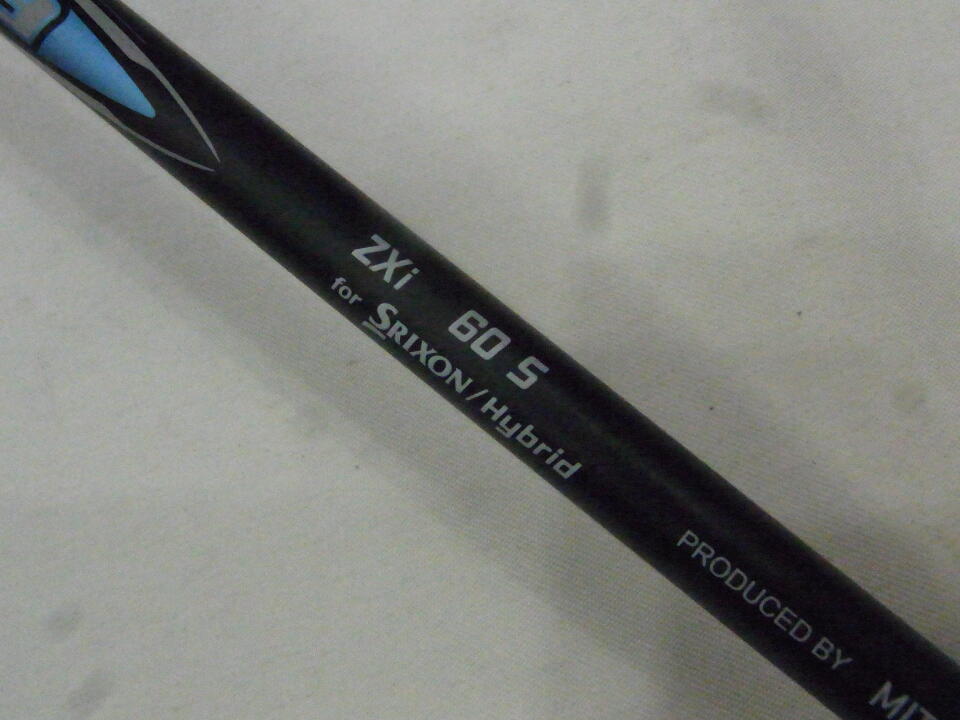 ZXi 60 S
for SRIXON/Hybrid
PRODUCED BY